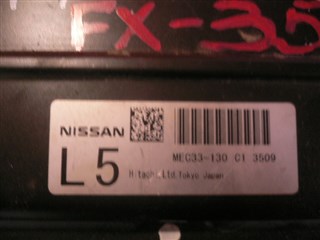 FX-35
NISSAN
L5
MEC33-130 C1 3509
Hitachi, Ltd. Tokyo Japan